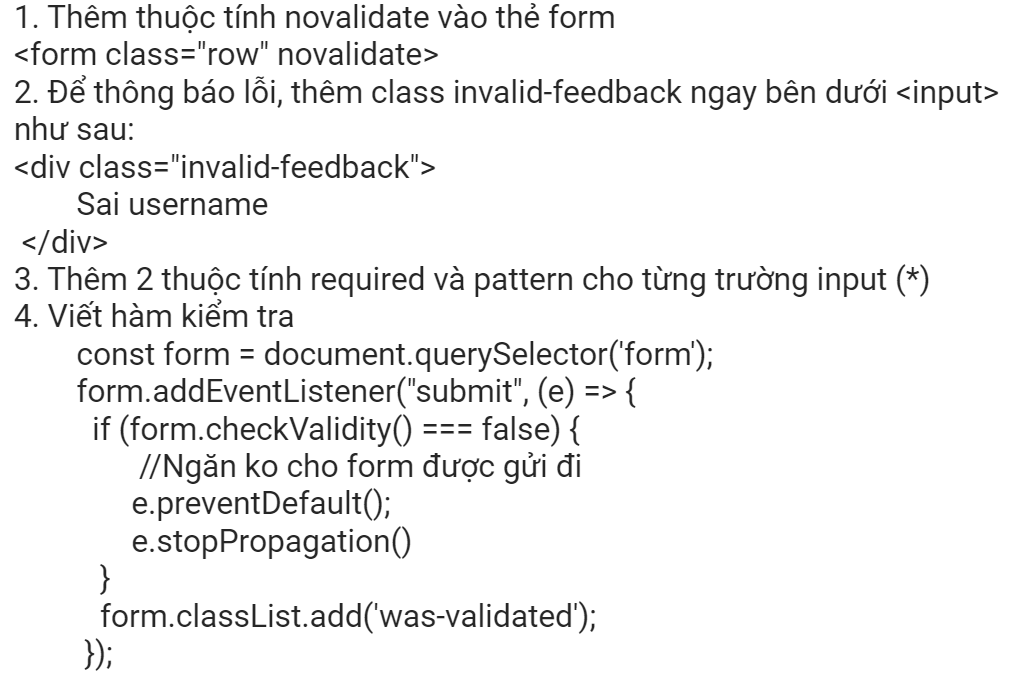 1. Thêm thuộc tính novalidate vào thẻ form
<form class="row" novalidate>
2. Để thông báo lỗi, thêm class invalid-feedback ngay bên dưới <input>
như sau:
<div class="invalid-feedback">
Sai username
</div>
3. Thêm 2 thuộc tính required và pattern cho từng trường input (*)
4. Viết hàm kiểm tra
const form = document.querySelector('form');
form.addEventListener("submit", (e) => {
if (form.checkValidity() === false) {
//Ngăn ko cho form được gửi đi
e.preventDefault();
e.stopPropagation()
}
form.classList.add('was-validated');
});